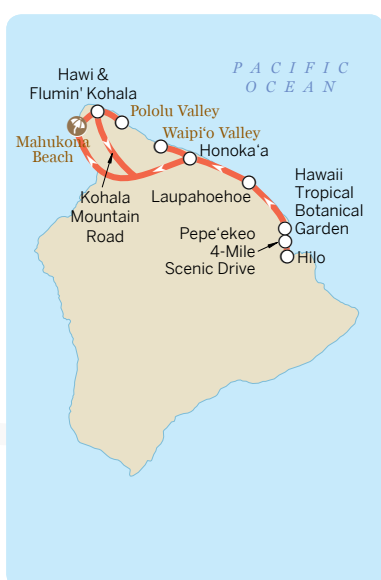 PACIFIC
OCEAN
Hawi &
Flumin' Kohala
Pololu Valley
Waipi‘o Valley
Mahukona
Beach
Honoka‘a
Kohala
Mountain
Road
Laupahoehoe
Hawaii
Tropical
Botanical
Garden
Pepe‘ekeo
4-Mile
Scenic Drive
Hilo